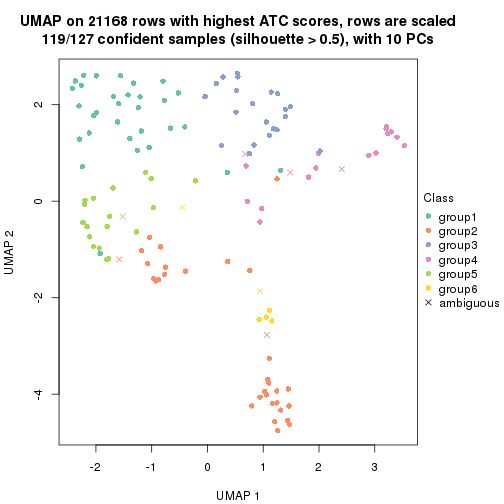 UMAP on 21168 rows with highest ATC scores, rows are scaled
119/127 confident samples (silhouette > 0.5), with 10 PCs
UMAP 2
2
0
-2
-4
-2
-1
0
1
2
3
UMAP 1
Class
group1
group2
group3
group4
group5
group6
ambiguous